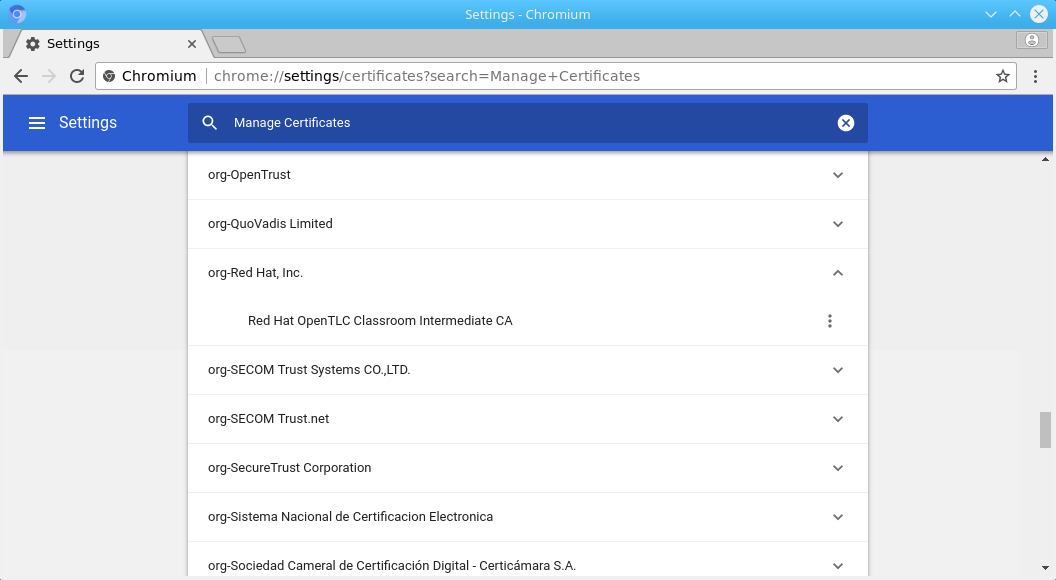 Settings - Chromium
Settings
Chromium chrome://settings/certificates?search=Manage+Certificates
Settings Manage Certificates
org-OpenTrust
org-QuoVadis Limited
org-Red Hat, Inc.
Red Hat OpenTLC Classroom Intermediate CA
org-SECOM Trust Systems CO.,LTD.
org-SECOM Trust.net
org-SecureTrust Corporation
org-Sistema Nacional de Certificacion Electronica
org-Sociedad Cameral de Certificación Digital - Certicámara S.A.